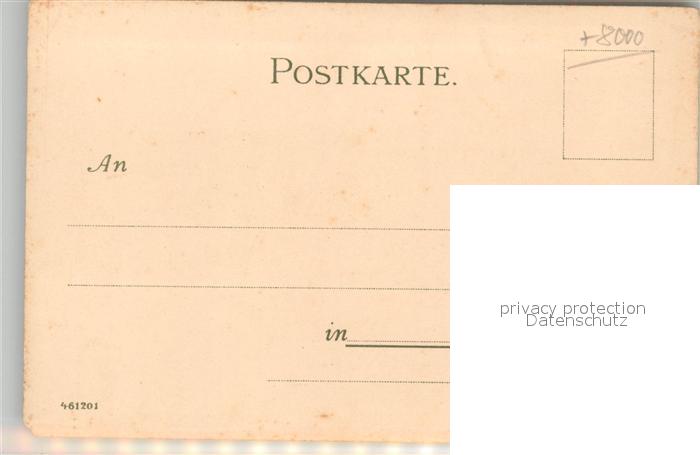 +8000
POSTKARTE.
An
privacy protection
Datenschutz
in
461201